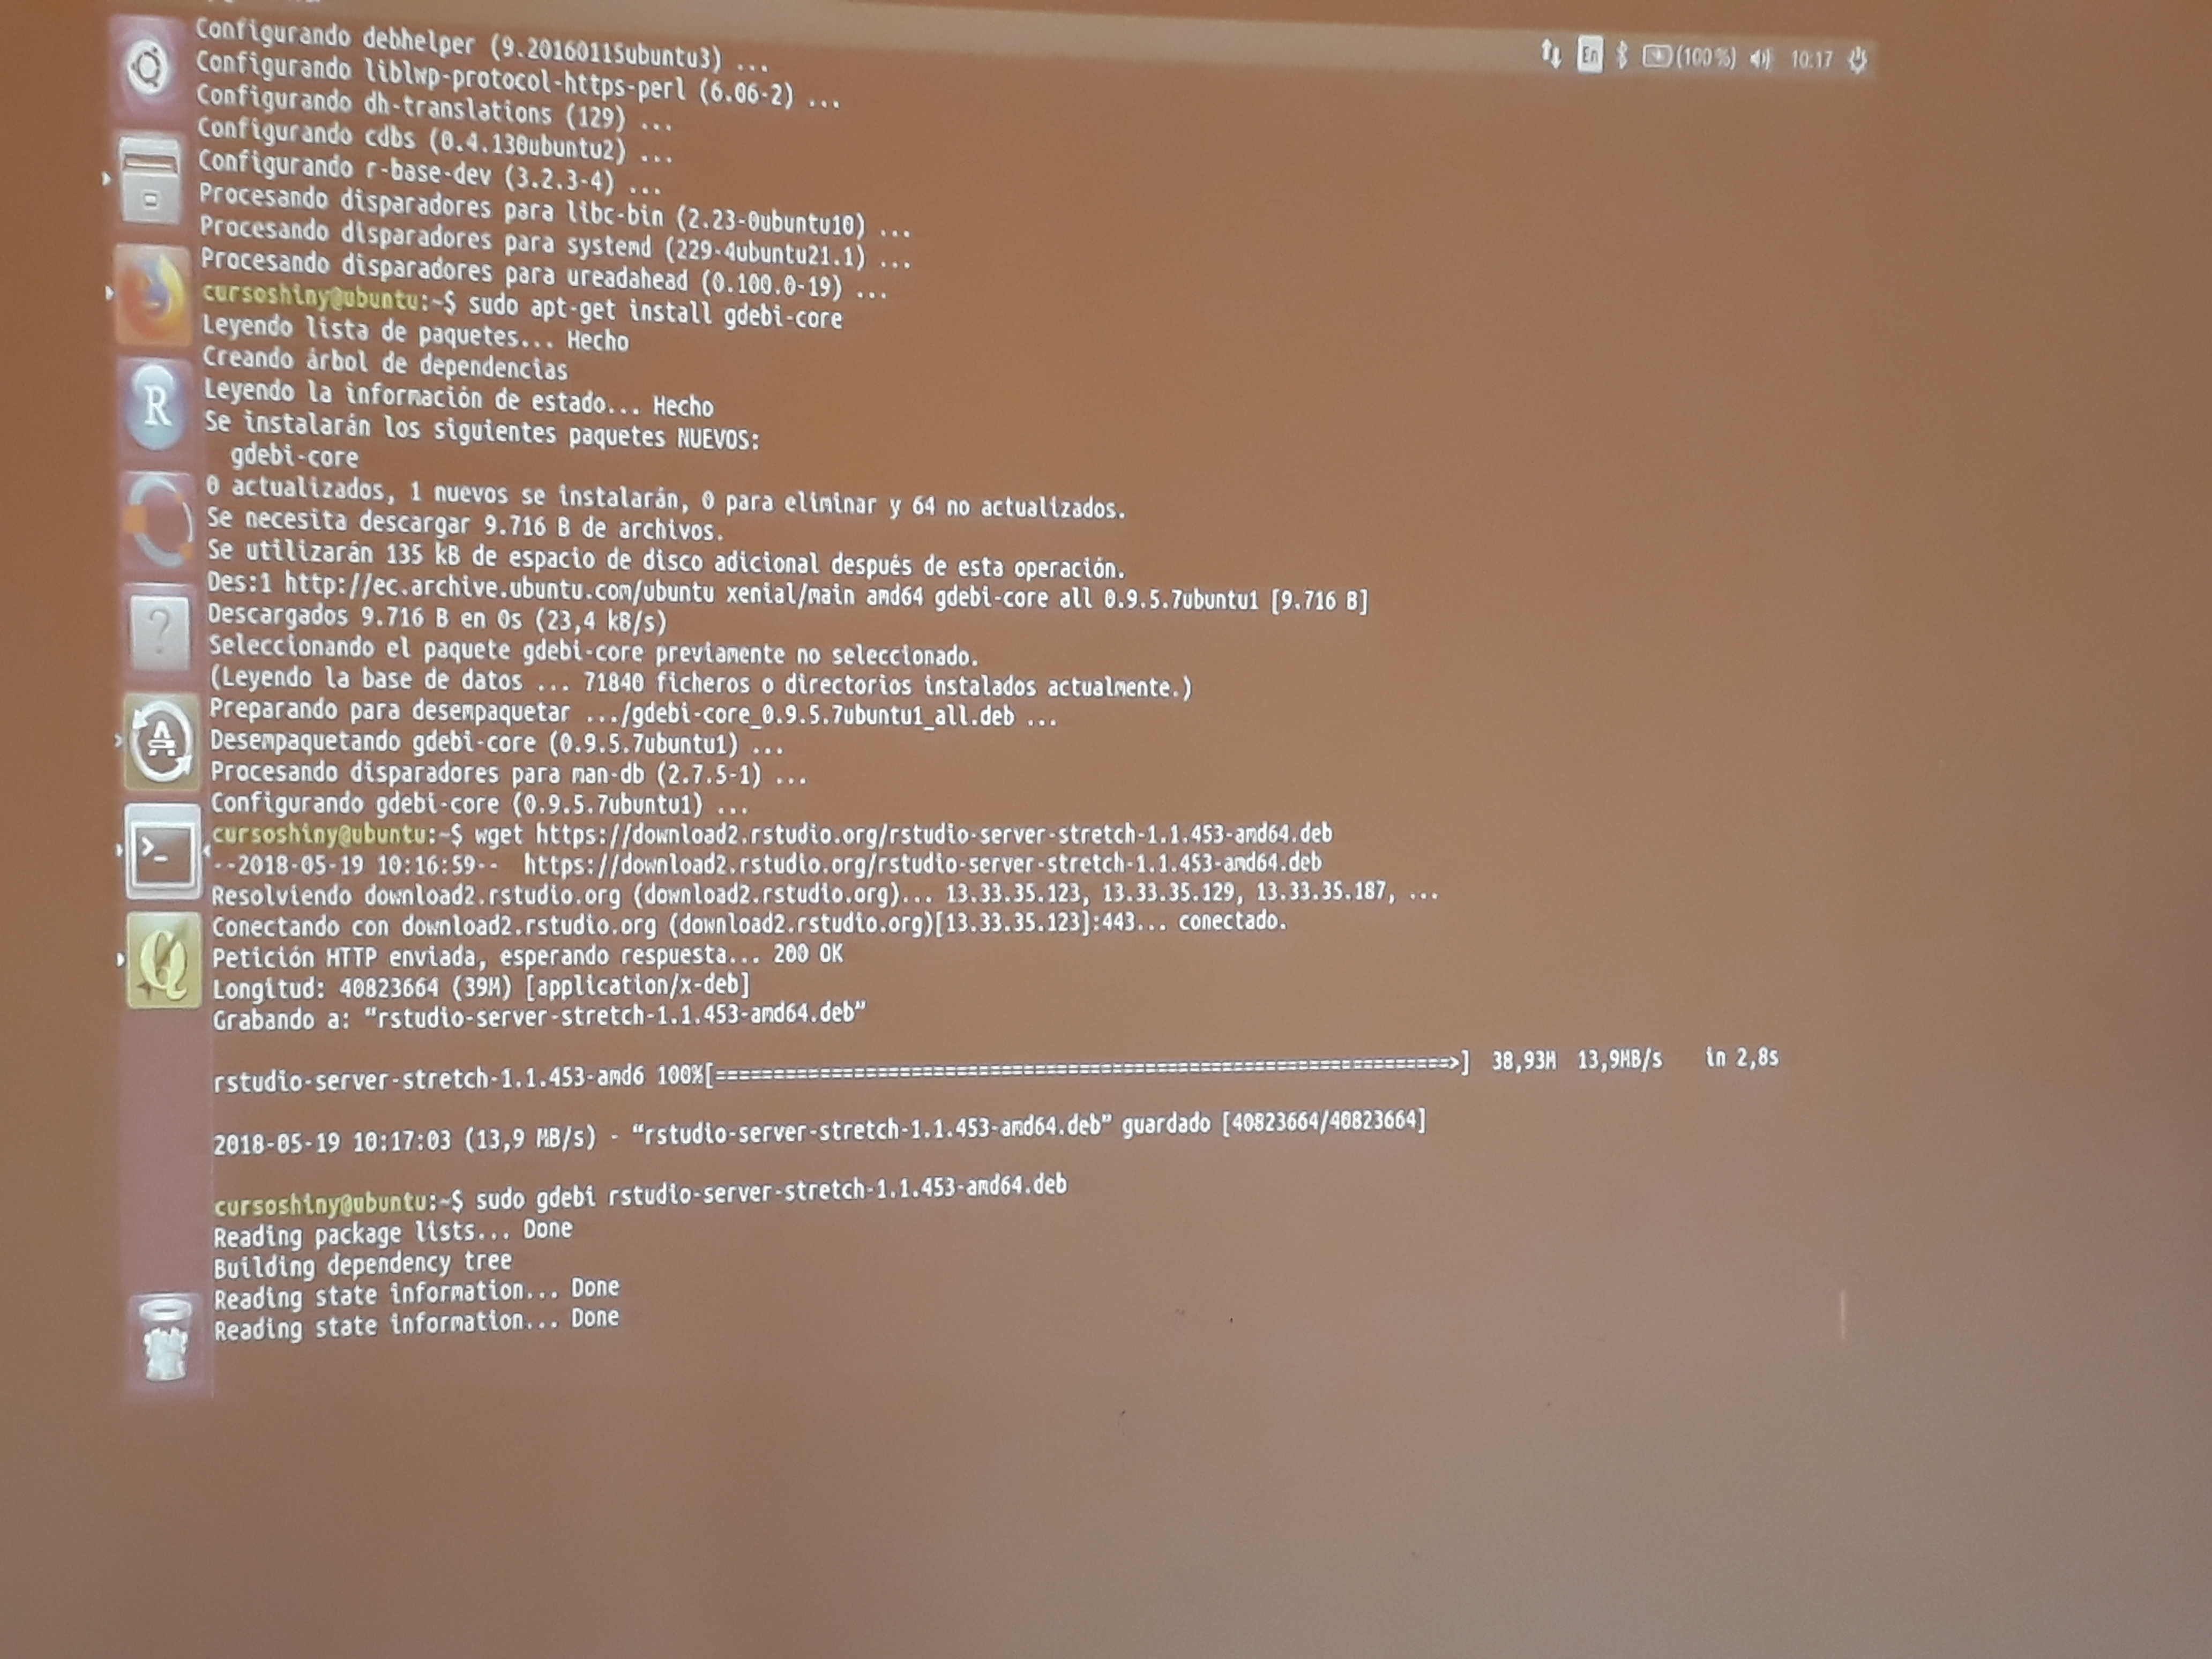 Configurando debhelper (9.20160115ubuntu3) ...
Configurando liblwp-protocol-https-perl (6.06-2) ...
Configurando dh-translations (129) ...
Configurando cdbs (0.4.130ubuntu2) ...
Configurando r-base-dev (3.2.3-4) ...
Procesando disparadores para libc-bin (2.23-0ubuntu10) ...
Procesando disparadores para systemd (229-4ubuntu21.1) ...
Procesando disparadores para ureadahead (0.100.0-19) ...
cursoshiny@ubuntu:~$ sudo apt-get install gdebi-core
Leyendo lista de paquetes... Hecho
Creando árbol de dependencias
Leyendo la información de estado... Hecho
Se instalarán los siguientes paquetes NUEVOS:
gdebi-core
0 actualizados, 1 nuevos se instalarán, 0 para eliminar y 64 no actualizados.
Se necesita descargar 9.716 B de archivos.
Se utilizarán 135 kB de espacio de disco adicional después de esta operación.
Des:1 http://ec.archive.ubuntu.com/ubuntu xenial/main amd64 gdebi-core all 0.9.5.7ubuntu1 [9.716 B]
Descargados 9.716 B en 0s (23,4 kB/s)
Seleccionando el paquete gdebi-core previamente no seleccionado.
(Leyendo la base de datos ... 71840 ficheros o directorios instalados actualmente.)
Preparando para desempaquetar .../gdebi-core_0.9.5.7ubuntu1_all.deb ...
Desempaquetando gdebi-core (0.9.5.7ubuntu1) ...
Procesando disparadores para man-db (2.7.5-1) ...
Configurando gdebi-core (0.9.5.7ubuntu1) ...
cursoshiny@ubuntu:~$ wget https://download2.rstudio.org/rstudio-server-stretch-1.1.453-amd64.deb
--2018-05-19 10:16:59-- https://download2.rstudio.org/rstudio-server-stretch-1.1.453-amd64.deb
Resolviendo download2.rstudio.org (download2.rstudio.org)... 13.33.35.123, 13.33.35.129, 13.33.35.187, ...
Conectando con download2.rstudio.org (download2.rstudio.org)[13.33.35.123]:443... conectado.
Petición HTTP enviada, esperando respuesta... 200 OK
Longitud: 40823664 (39M) [application/x-deb]
Grabando a: “rstudio-server-stretch-1.1.453-amd64.deb”
rstudio-server-stretch-1.1.453-amd6 100%[=====================================================================>] 38,93M 13,9MB/s in 2,8s
2018-05-19 10:17:03 (13,9 MB/s) - “rstudio-server-stretch-1.1.453-amd64.deb” guardado [40823664/40823664]
cursoshiny@ubuntu:~$ sudo gdebi rstudio-server-stretch-1.1.453-amd64.deb
Reading package lists... Done
Building dependency tree
Reading state information... Done
Reading state information... Done
En (100%) 10:17
R
?
A
>_